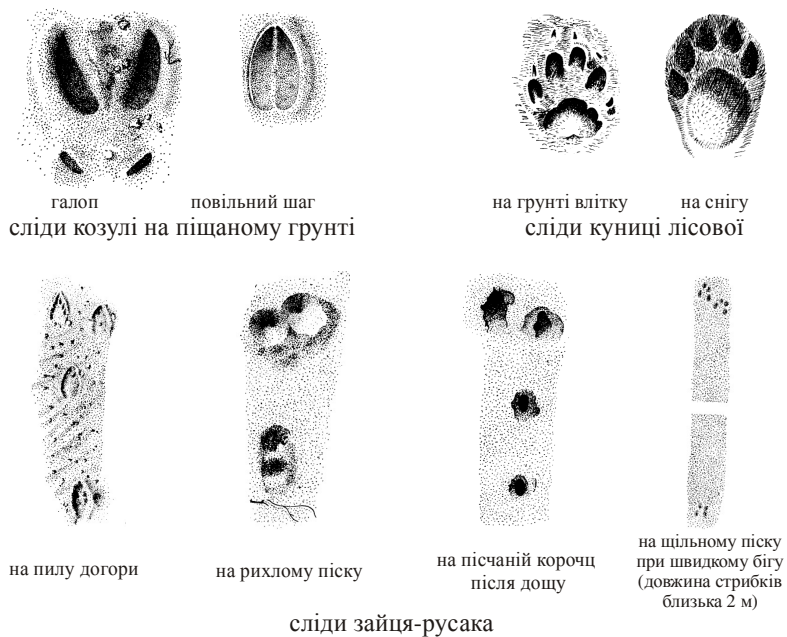 галоп
повільний шаг
на грунті влітку
на снігу
сліди козулі на піщаному грунті
сліди куниці лісової
на пилу догори
на рихлому піску
на пісчаній корочц
після дощу
на щільному піску
при швидкому бігу
(довжина стрибків
близька 2 м)
сліди зайця-русака